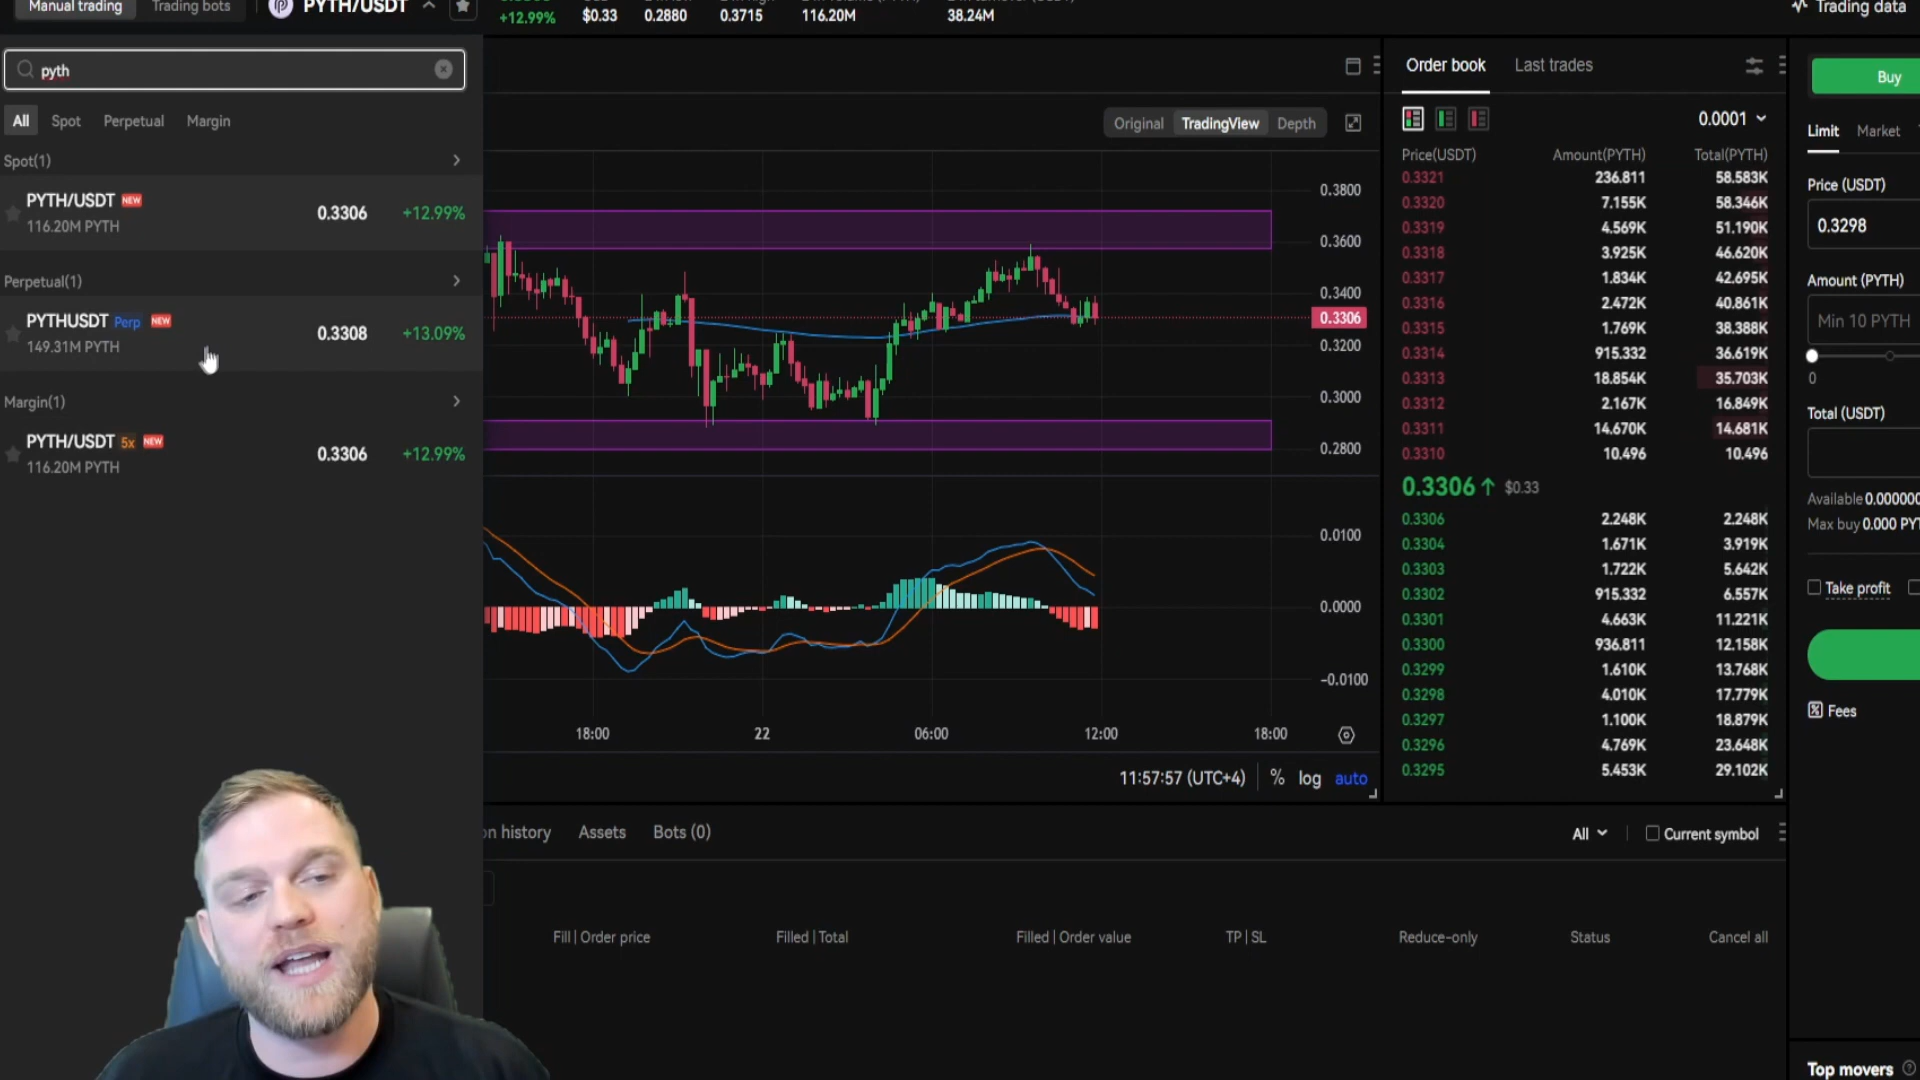 Manual trading
Trading bots
PYTH/USDT
+12.99%
$0.33
0.2880
0.3715
116.20M
38.24M
Trading data
pyth
All
Spot
Perpetual
Margin
Spot(1)
PYTH/USDT NEW
116.20M PYTH
0.3306
+12.99%
Perpetual(1)
PYTHUSDT Perp NEW
149.31M PYTH
0.3308
+13.09%
Margin(1)
PYTH/USDT 5x NEW
116.20M PYTH
0.3306
+12.99%
Original
TradingView
Depth
0.3800
0.3600
0.3400
0.3306
0.3200
0.3000
0.2800
0.0100
0.0000
−0.0100
18:00
22
06:00
12:00
18:00
11:57:57 (UTC+4)
%
log
auto
Order book
Last trades
0.0001
Price(USDT) Amount(PYTH) Total(PYTH)
0.3321 236.811 58.583K
0.3320 7.155K 58.346K
0.3319 4.569K 51.190K
0.3318 3.925K 46.620K
0.3317 1.834K 42.695K
0.3316 2.472K 40.861K
0.3315 1.769K 38.388K
0.3314 915.332 36.619K
0.3313 18.854K 35.703K
0.3312 2.167K 16.849K
0.3311 14.670K 14.681K
0.3310 10.496 10.496
0.3306 $0.33
0.3306 2.248K 2.248K
0.3304 1.671K 3.919K
0.3303 1.722K 5.642K
0.3302 915.332 6.557K
0.3301 4.663K 11.221K
0.3300 936.811 12.158K
0.3299 1.610K 13.768K
0.3298 4.010K 17.779K
0.3297 1.100K 18.879K
0.3296 4.769K 23.648K
0.3295 5.453K 29.102K
Buy
Limit
Market
Price (USDT)
0.3298
Amount (PYTH)
Min 10 PYTH
0
Total (USDT)
Available 0.000000
Max buy 0.000 PYT
Take profit
Fees
on history
Assets
Bots (0)
All
Current symbol
Fill | Order price
Filled | Total
Filled | Order value
TP | SL
Reduce-only
Status
Cancel all
Top movers